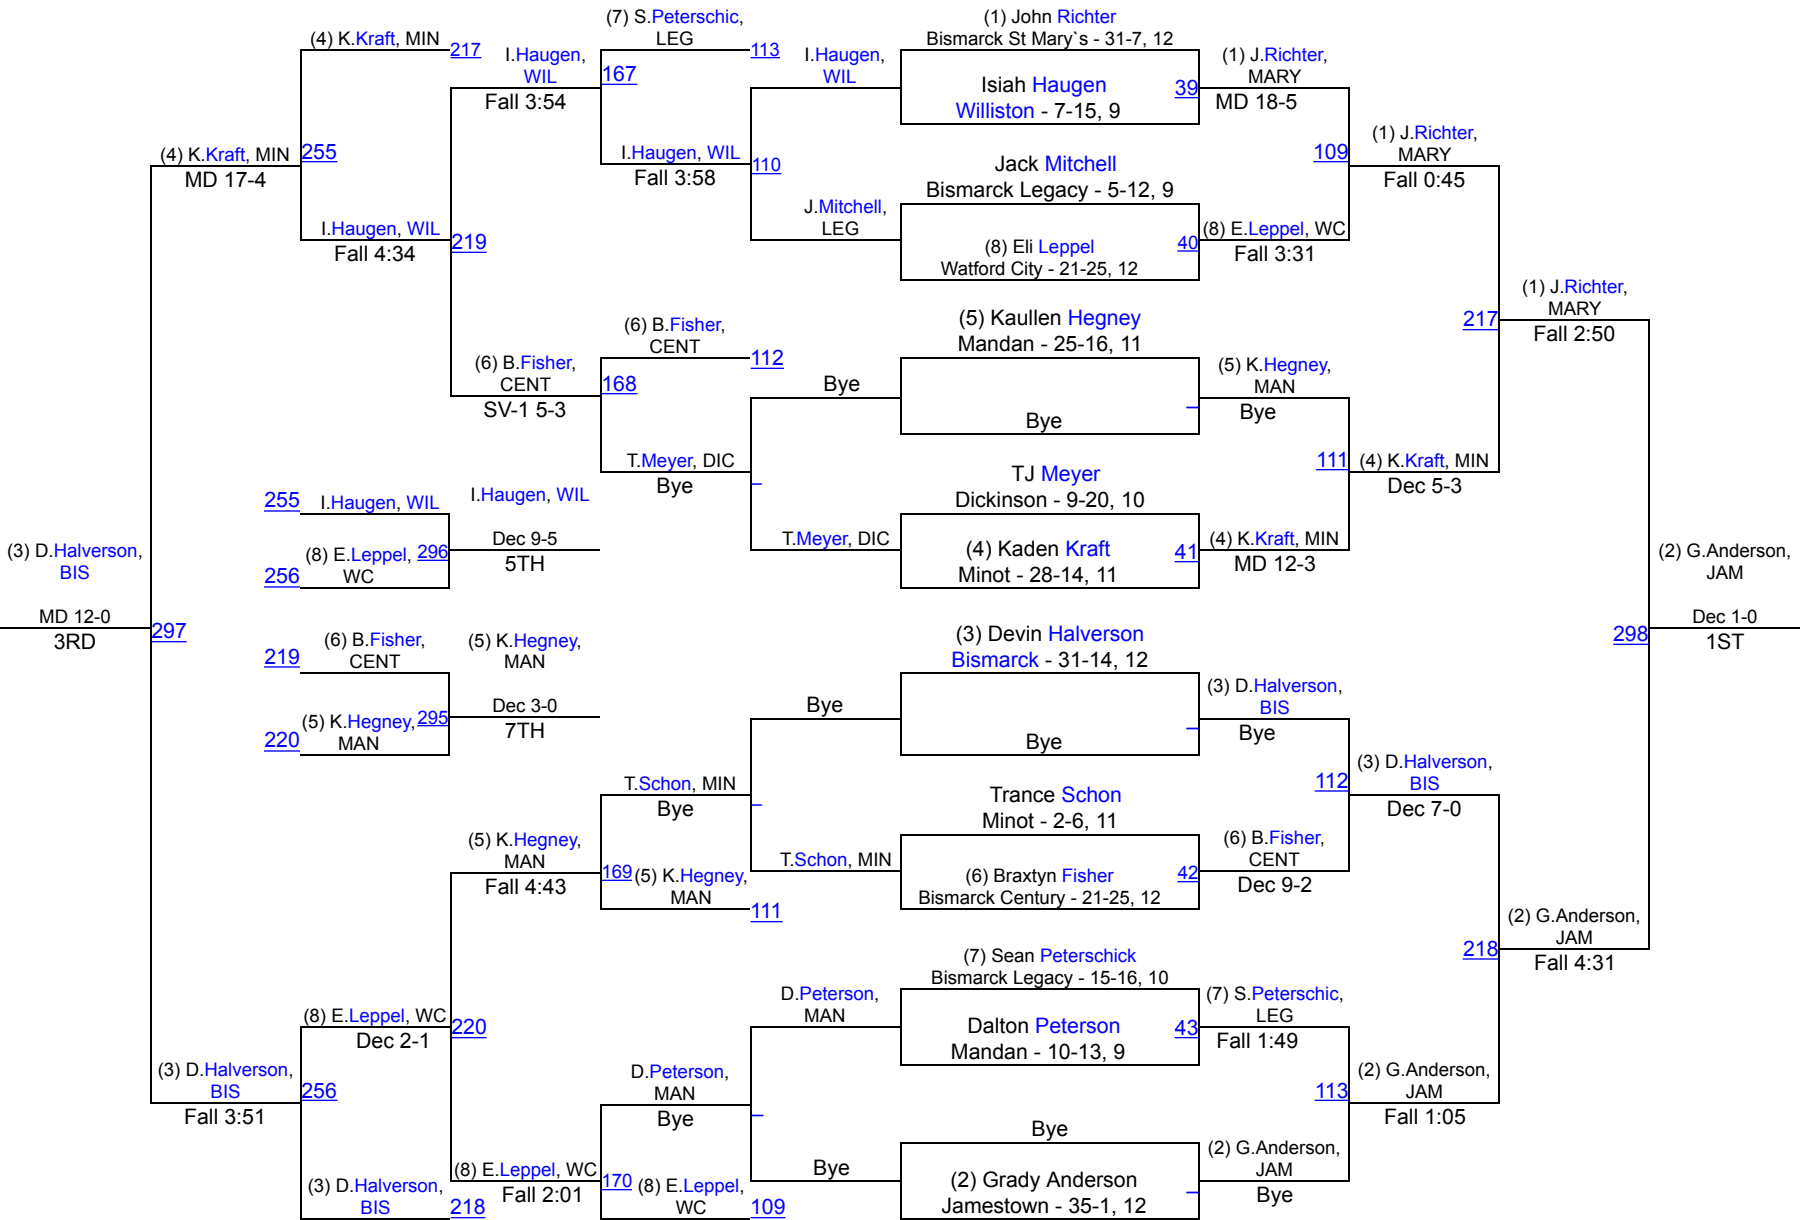 (4) K.Kraft, MIN
217
I.Haugen,
WIL
Fall 3:54
(7) S.Peterschic,
LEG
113
167
I.Haugen,
WIL
(1) John Richter
Bismarck St Mary`s - 31-7, 12
Isiah Haugen
Williston - 7-15, 9
39
(1) J.Richter,
MARY
MD 18-5
(4) K.Kraft, MIN
MD 17-4
255
I.Haugen, WIL
Fall 3:58
110
Jack Mitchell
Bismarck Legacy - 5-12, 9
109
(1) J.Richter,
MARY
Fall 0:45
I.Haugen, WIL
Fall 4:34
219
J.Mitchell,
LEG
(8) Eli Leppel
Watford City - 21-25, 12
40
(8) E.Leppel, WC
Fall 3:31
(1) J.Richter,
MARY
Fall 2:50
217
(6) B.Fisher,
CENT
112
(5) Kaullen Hegney
Mandan - 25-16, 11
(6) B.Fisher,
CENT
SV-1 5-3
168
Bye
Bye
(5) K.Hegney,
MAN
Bye
T.Meyer, DIC
Bye
TJ Meyer
Dickinson - 9-20, 10
111
(4) K.Kraft, MIN
Dec 5-3
255
I.Haugen, WIL
I.Haugen, WIL
Dec 9-5
5TH
256
(8) E.Leppel,
WC
296
T.Meyer, DIC
(4) Kaden Kraft
Minot - 28-14, 11
41
(4) K.Kraft, MIN
MD 12-3
(3) D.Halverson,
BIS
MD 12-0
3RD
297
(2) G.Anderson,
JAM
Dec 1-0
1ST
298
219
(6) B.Fisher,
CENT
(5) K.Hegney,
MAN
Dec 3-0
7TH
220
(5) K.Hegney,
MAN
295
(3) Devin Halverson
Bismarck - 31-14, 12
Bye
Bye
(3) D.Halverson,
BIS
Bye
T.Schon, MIN
Bye
Trance Schon
Minot - 2-6, 11
112
(3) D.Halverson,
BIS
Dec 7-0
(5) K.Hegney,
MAN
Fall 4:43
169
(5) K.Hegney,
MAN
111
T.Schon, MIN
(6) Braxtyn Fisher
Bismarck Century - 21-25, 12
42
(6) B.Fisher,
CENT
Dec 9-2
218
(2) G.Anderson,
JAM
Fall 4:31
(7) Sean Peterschick
Bismarck Legacy - 15-16, 10
D.Peterson,
MAN
Dalton Peterson
Mandan - 10-13, 9
43
(7) S.Peterschic,
LEG
Fall 1:49
(8) E.Leppel, WC
Dec 2-1
220
(3) D.Halverson,
BIS
Fall 3:51
256
D.Peterson,
MAN
Bye
113
(2) G.Anderson,
JAM
Fall 1:05
Bye
(8) E.Leppel, WC
Fall 2:01
170
(8) E.Leppel,
WC
109
Bye
(2) Grady Anderson
Jamestown - 35-1, 12
(2) G.Anderson,
JAM
Bye
(3) D.Halverson,
BIS
218